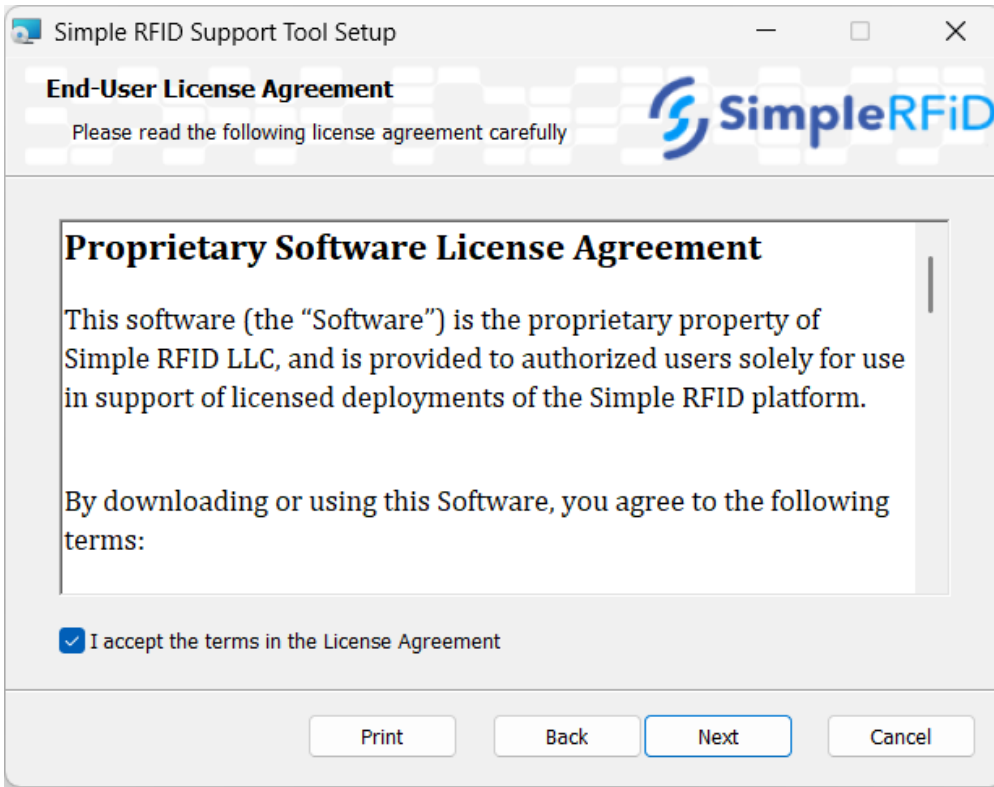 Simple RFID Support Tool Setup
End-User License Agreement
Please read the following license agreement carefully
SimpleRFiD
Proprietary Software License Agreement
This software (the “Software”) is the proprietary property of
Simple RFID LLC, and is provided to authorized users solely for use
in support of licensed deployments of the Simple RFID platform.
By downloading or using this Software, you agree to the following
terms:
I accept the terms in the License Agreement
Print
Back
Next
Cancel